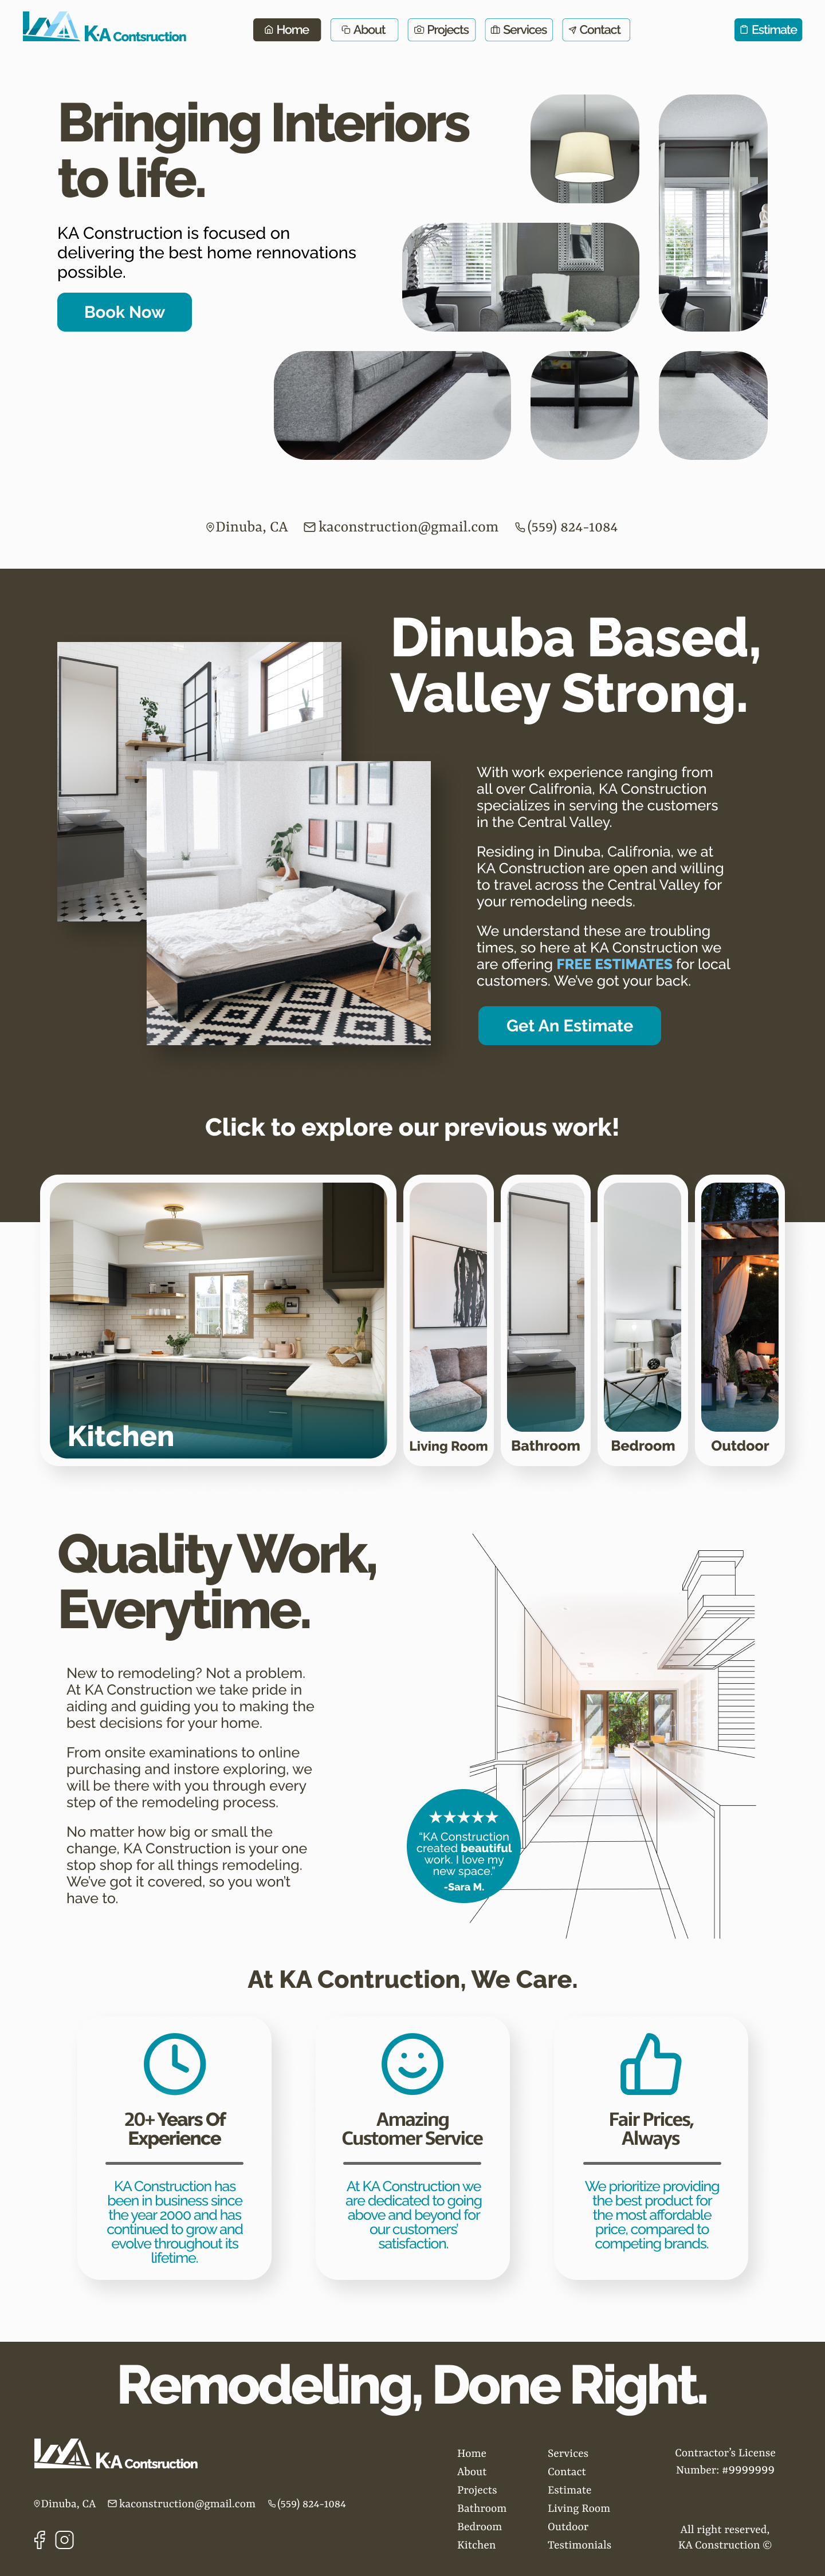 K·A Contsruction
Home
About
Projects
Services
Contact
Estimate
Bringing Interiors
to life.
KA Construction is focused on
delivering the best home rennovations
possible.
Book Now
Dinuba, CA
kaconstruction@gmail.com
(559) 824-1084
Dinuba Based,
Valley Strong.
With work experience ranging from
all over Califronia, KA Construction
specializes in serving the customers
in the Central Valley.
Residing in Dinuba, Califronia, we at
KA Construction are open and willing
to travel across the Central Valley for
your remodeling needs.
We understand these are troubling
times, so here at KA Construction we
are offering FREE ESTIMATES for local
customers. We've got your back.
Get An Estimate
Click to explore our previous work!
Kitchen
Living Room
Bathroom
Bedroom
Outdoor
Quality Work,
Everytime.
New to remodeling? Not a problem.
At KA Construction we take pride in
aiding and guiding you to making the
best decisions for your home.
From onsite examinations to online
purchasing and instore exploring, we
will be there with you through every
step of the remodeling process.
No matter how big or small the
change, KA Construction is your one
stop shop for all things remodeling.
We've got it covered, so you won't
have to.
★★★★★
"KA Construction
created beautiful
work. I love my
new space."
-Sara M.
At KA Contruction, We Care.
20+ Years Of
Experience
KA Construction has
been in business since
the year 2000 and has
continued to grow and
evolve throughout its
lifetime.
Amazing
Customer Service
At KA Construction we
are dedicated to going
above and beyond for
our customers'
satisfaction.
Fair Prices,
Always
We prioritize providing
the best product for
the most affordable
price, compared to
competing brands.
Remodeling, Done Right.
K·A Contsruction
Dinuba, CA
kaconstruction@gmail.com
(559) 824-1084
Home
About
Projects
Bathroom
Bedroom
Kitchen
Services
Contact
Estimate
Living Room
Outdoor
Testimonials
Contractor's License
Number: #9999999
All right reserved,
KA Construction ©